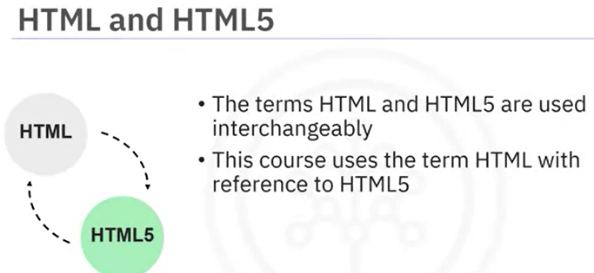 HTML and HTML5
HTML
HTML5
• The terms HTML and HTML5 are used
interchangeably
• This course uses the term HTML with
reference to HTML5